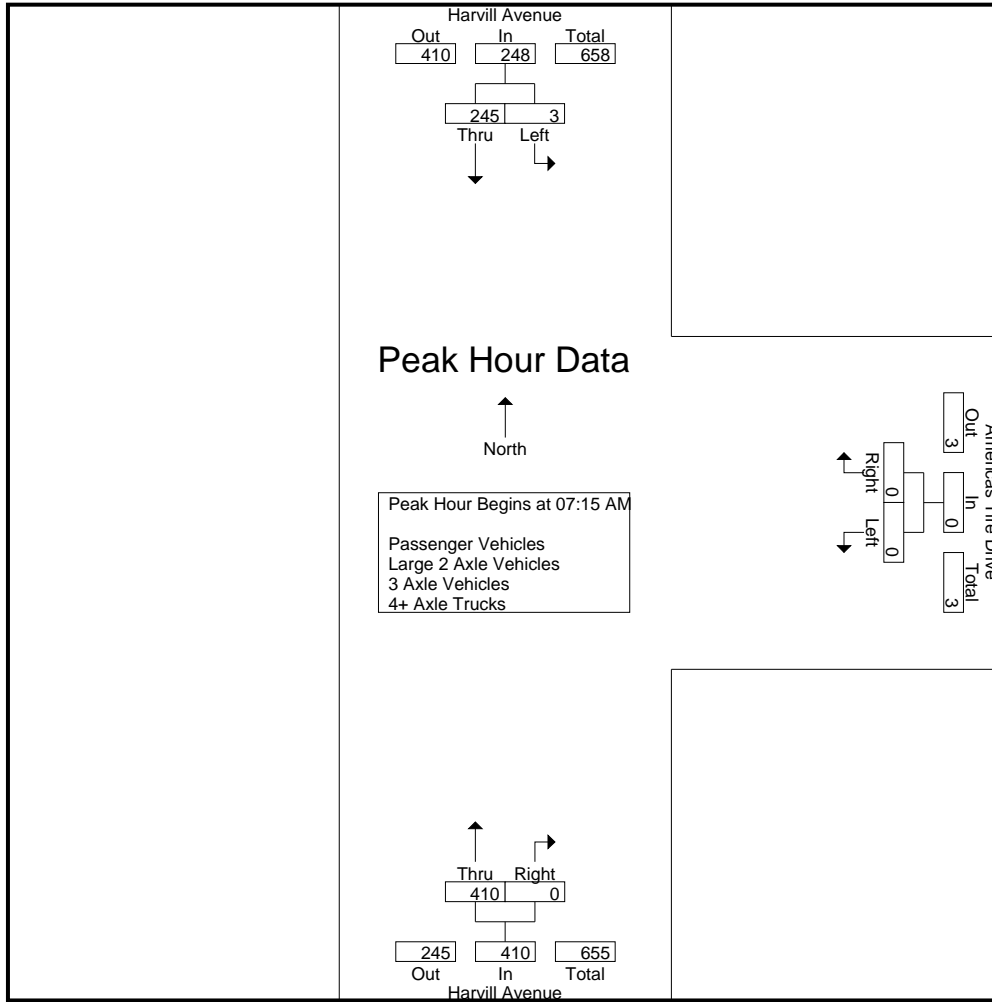 Harvill Avenue
Out In Total
410 248 658
245 3
Thru Left
Peak Hour Data
North
Peak Hour Begins at 07:15 AM
Passenger Vehicles
Large 2 Axle Vehicles
3 Axle Vehicles
4+ Axle Trucks
Americas Tire Drive
Out In Total
3 0 3
0 0
Right Left
Thru Right
410 0
245 410 655
Out In Total
Harvill Avenue